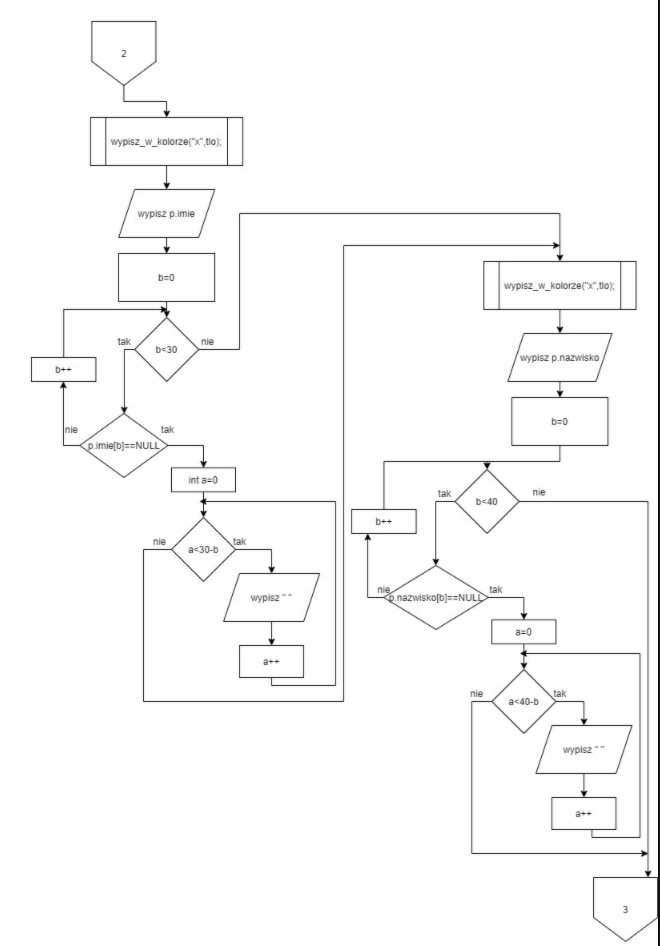 2
wypisz_w_kolorze("x",tlo);
wypisz p.imie
b=0
b<30
tak
nie
b++
p.imie[b]==NULL
nie
tak
int a=0
a<30-b
nie
tak
wypisz " "
a++
wypisz_w_kolorze("x",tlo);
wypisz p.nazwisko
b=0
b<40
tak
nie
b++
p.nazwisko[b]==NULL
nie
tak
a=0
a<40-b
nie
tak
wypisz " "
a++
3